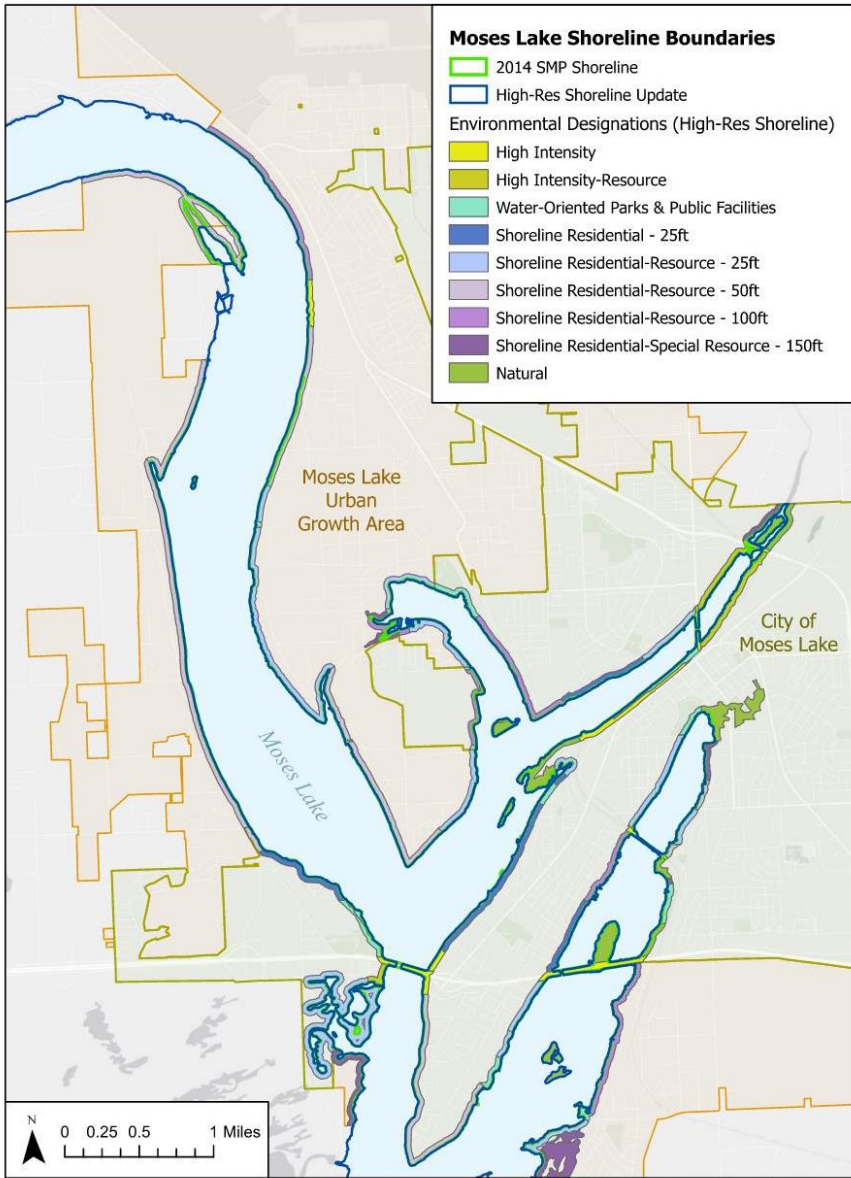 Moses Lake Shoreline Boundaries
2014 SMP Shoreline
High-Res Shoreline Update
Environmental Designations (High-Res Shoreline)
High Intensity
High Intensity-Resource
Water-Oriented Parks & Public Facilities
Shoreline Residential - 25ft
Shoreline Residential-Resource - 25ft
Shoreline Residential-Resource - 50ft
Shoreline Residential-Resource - 100ft
Shoreline Residential-Special Resource - 150ft
Natural
Moses Lake
Urban
Growth Area
City of
Moses Lake
Moses Lake
N
0 0.25 0.5 1 Miles